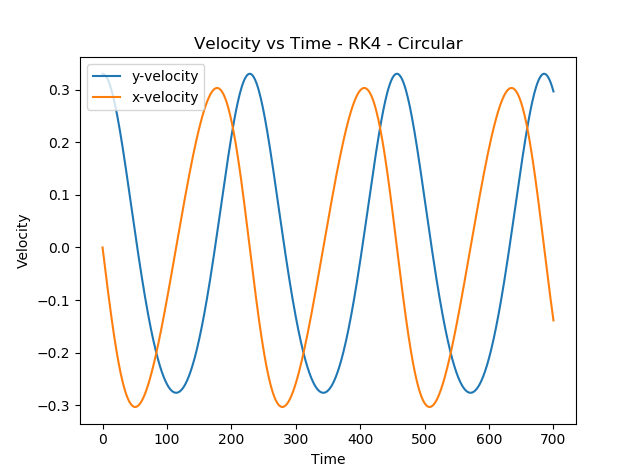 Velocity vs Time - RK4 - Circular
y-velocity
x-velocity
0.3
0.2
0.1
0.0
−0.1
−0.2
−0.3
Velocity
0 100 200 300 400 500 600 700
Time